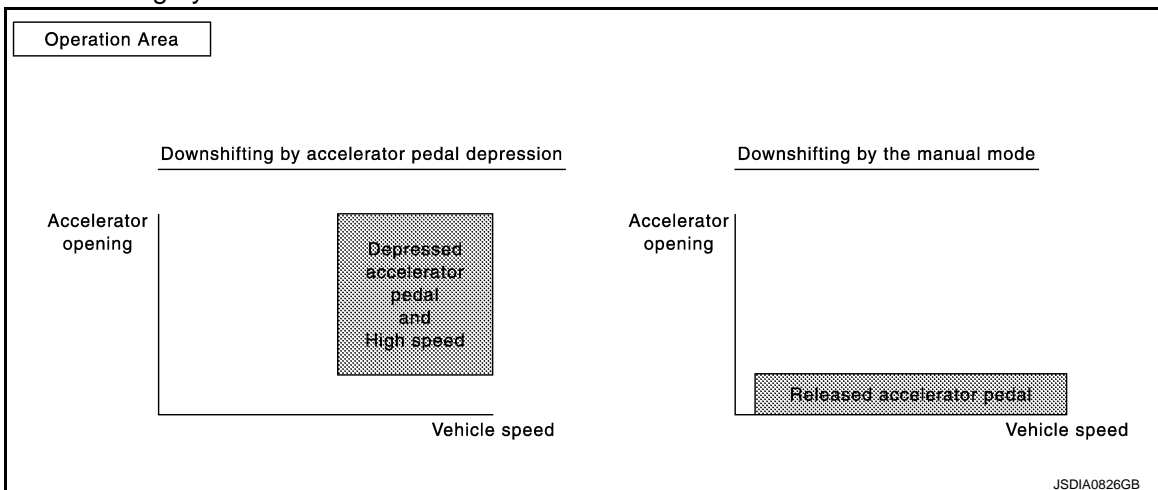 Operation Area
Downshifting by accelerator pedal depression
Downshifting by the manual mode
Accelerator
opening
Depressed
accelerator
pedal
and
High speed
Vehicle speed
Accelerator
opening
Released accelerator pedal
Vehicle speed
JSDIA0826GB